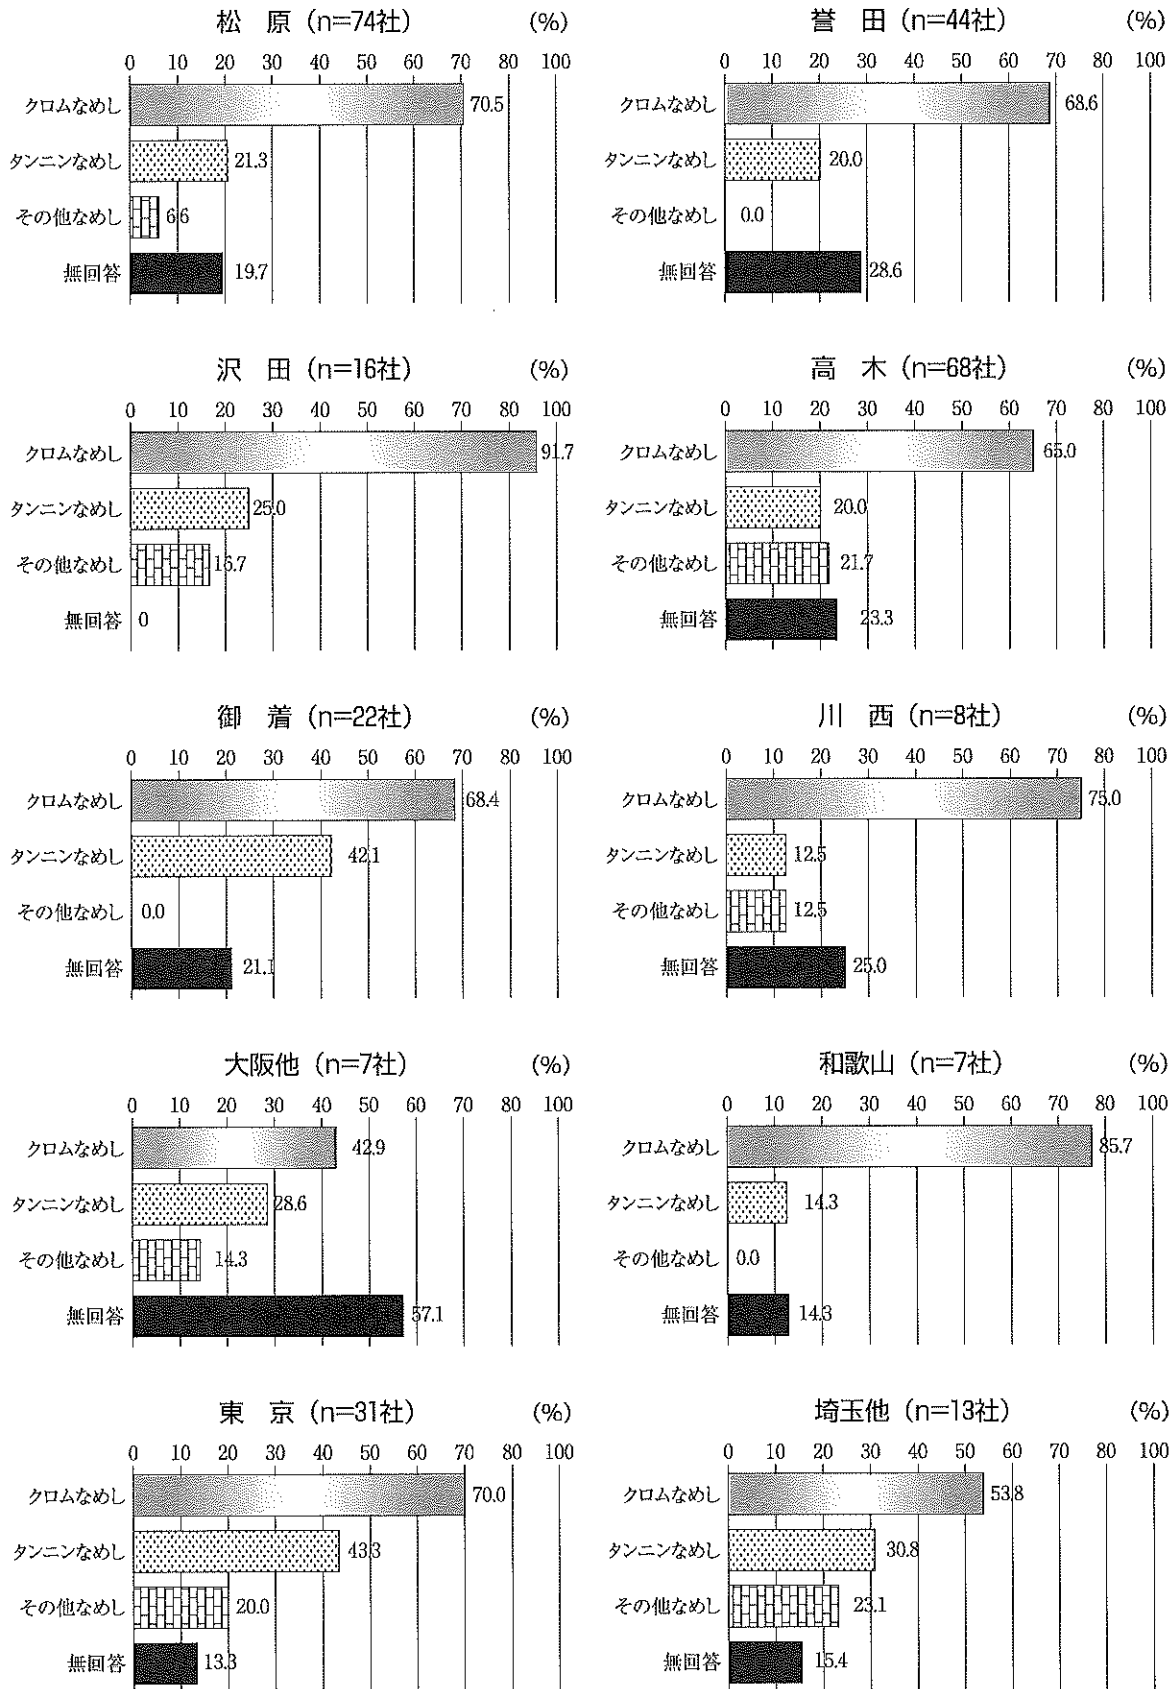 松 原 (n=74社) (%)
0 10 20 30 40 50 60 70 80 90 100
クロムなめし 70.5
タンニンなめし 21.3
その他なめし 6.6
無回答 19.7
誉 田 (n=44社) (%)
0 10 20 30 40 50 60 70 80 90 100
クロムなめし 68.6
タンニンなめし 20.0
その他なめし 0.0
無回答 28.6
沢 田 (n=16社) (%)
0 10 20 30 40 50 60 70 80 90 100
クロムなめし 91.7
タンニンなめし 25.0
その他なめし 16.7
無回答 0
高 木 (n=68社) (%)
0 10 20 30 40 50 60 70 80 90 100
クロムなめし 65.0
タンニンなめし 20.0
その他なめし 21.7
無回答 23.3
御 着 (n=22社) (%)
0 10 20 30 40 50 60 70 80 90 100
クロムなめし 68.4
タンニンなめし 42.1
その他なめし 0.0
無回答 21.1
川 西 (n=8社) (%)
0 10 20 30 40 50 60 70 80 90 100
クロムなめし 75.0
タンニンなめし 12.5
その他なめし 12.5
無回答 25.0
大阪他 (n=7社) (%)
0 10 20 30 40 50 60 70 80 90 100
クロムなめし 42.9
タンニンなめし 28.6
その他なめし 14.3
無回答 57.1
和歌山 (n=7社) (%)
0 10 20 30 40 50 60 70 80 90 100
クロムなめし 85.7
タンニンなめし 14.3
その他なめし 0.0
無回答 14.3
東 京 (n=31社) (%)
0 10 20 30 40 50 60 70 80 90 100
クロムなめし 70.0
タンニンなめし 43.3
その他なめし 20.0
無回答 13.3
埼玉他 (n=13社) (%)
0 10 20 30 40 50 60 70 80 90 100
クロムなめし 53.8
タンニンなめし 30.8
その他なめし 23.1
無回答 15.4